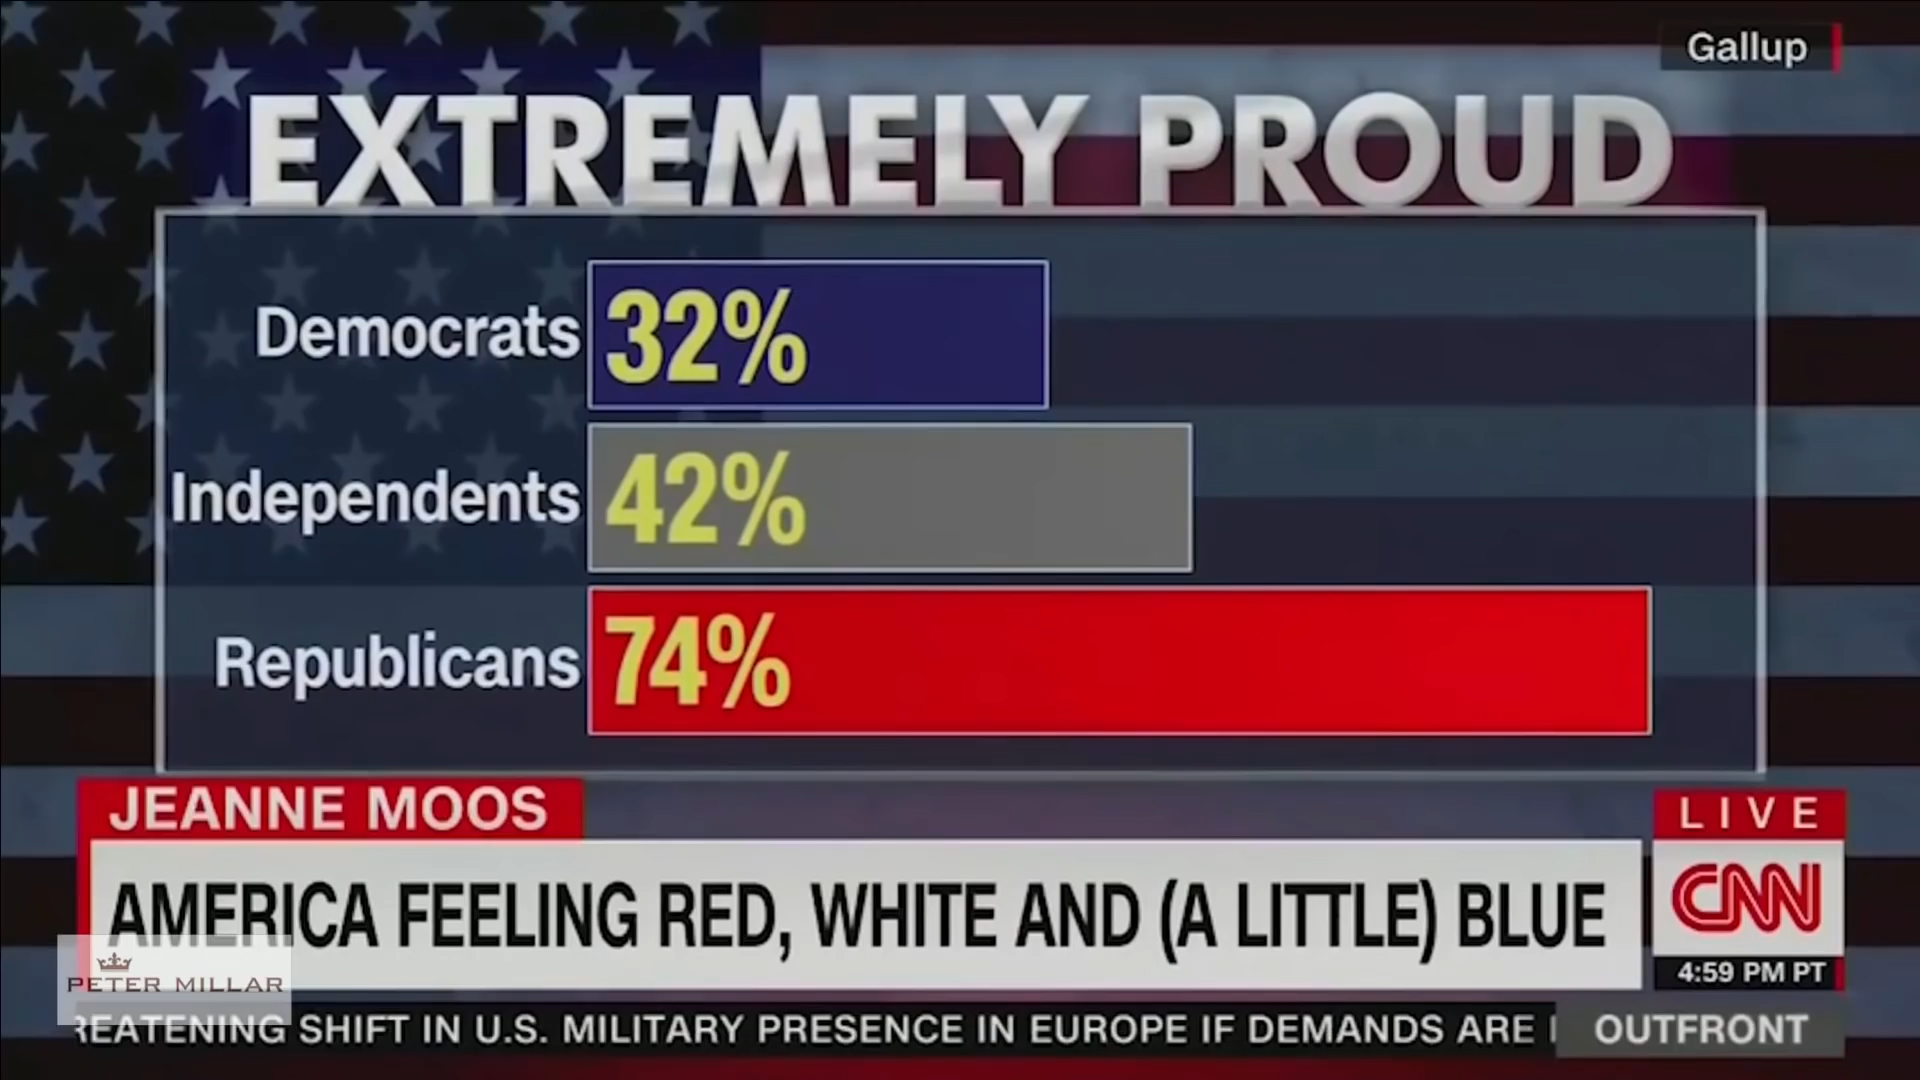 Gallup
EXTREMELY PROUD
Democrats 32%
Independents 42%
Republicans 74%
JEANNE MOOS
LIVE
AMERICA FEELING RED, WHITE AND (A LITTLE) BLUE
CNN
4:59 PM PT
PETER MILLAR
REATENING SHIFT IN U.S. MILITARY PRESENCE IN EUROPE IF DEMANDS ARE
OUTFRONT